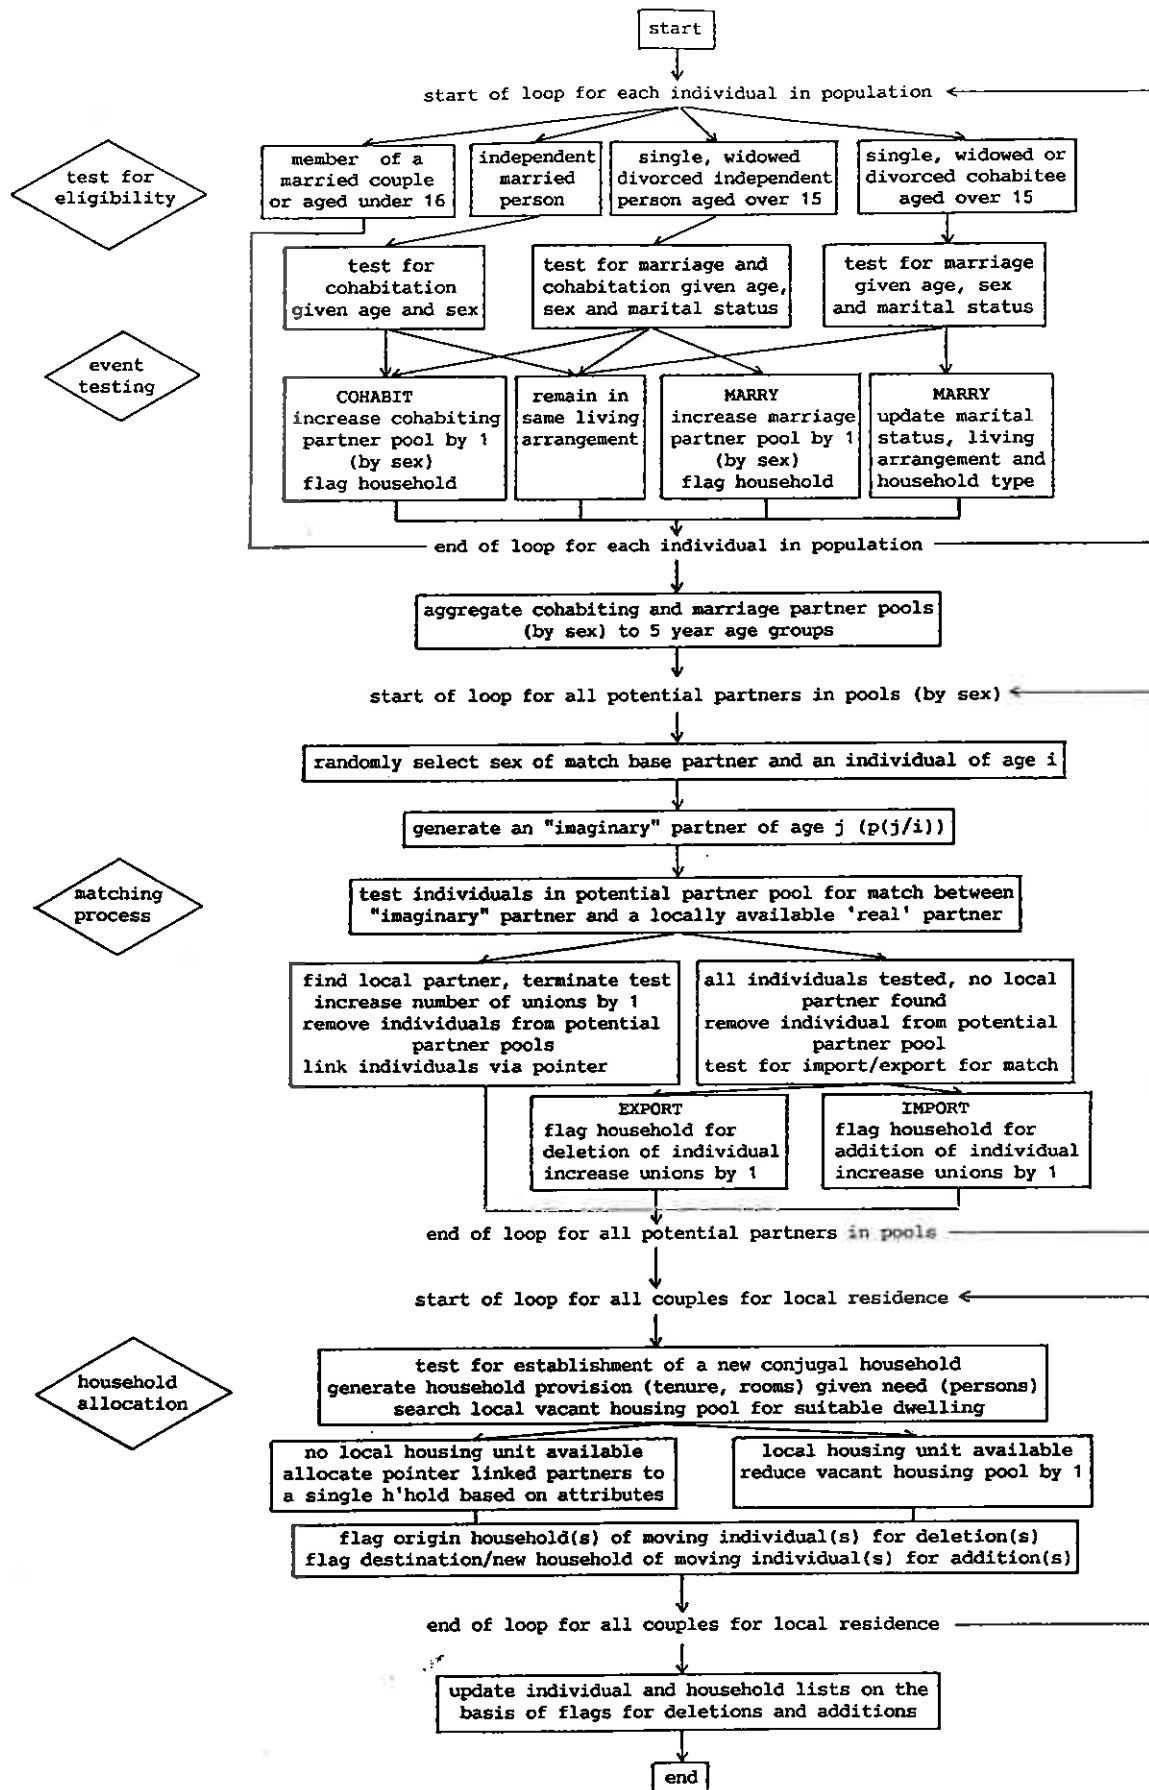 start
start of loop for each individual in population
test for
eligibility
member of a
married couple
or aged under 16
independent
married
person
single, widowed
divorced independent
person aged over 15
single, widowed or
divorced cohabitee
aged over 15
test for
cohabitation
given age and sex
test for marriage and
cohabitation given age,
sex and marital status
test for marriage
given age, sex
and marital status
event
testing
COHABIT
increase cohabiting
partner pool by 1
(by sex)
flag household
remain in
same living
arrangement
MARRY
increase marriage
partner pool by 1
(by sex)
flag household
MARRY
update marital
status, living
arrangement and
household type
end of loop for each individual in population
aggregate cohabiting and marriage partner pools
(by sex) to 5 year age groups
start of loop for all potential partners in pools (by sex)
randomly select sex of match base partner and an individual of age i
generate an "imaginary" partner of age j (p(j/i))
matching
process
test individuals in potential partner pool for match between
"imaginary" partner and a locally available 'real' partner
find local partner, terminate test
increase number of unions by 1
remove individuals from potential
partner pools
link individuals via pointer
all individuals tested, no local
partner found
remove individual from potential
partner pool
test for import/export for match
EXPORT
flag household for
deletion of individual
increase unions by 1
IMPORT
flag household for
addition of individual
increase unions by 1
end of loop for all potential partners in pools
start of loop for all couples for local residence
household
allocation
test for establishment of a new conjugal household
generate household provision (tenure, rooms) given need (persons)
search local vacant housing pool for suitable dwelling
no local housing unit available
allocate pointer linked partners to
a single h'hold based on attributes
local housing unit available
reduce vacant housing pool by 1
flag origin household(s) of moving individual(s) for deletion(s)
flag destination/new household of moving individual(s) for addition(s)
end of loop for all couples for local residence
update individual and household lists on the
basis of flags for deletions and additions
end